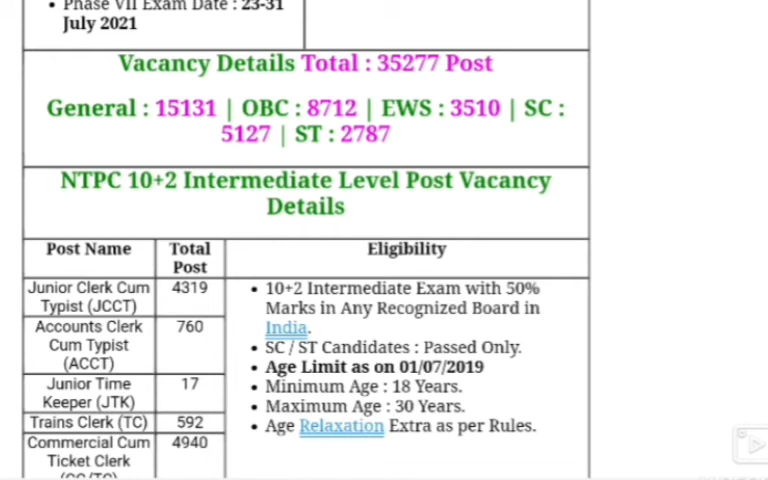 Phase VII Exam Date : 23-31
July 2021
Vacancy Details Total : 35277 Post
General : 15131 | OBC : 8712 | EWS : 3510 | SC :
5127 | ST : 2787
NTPC 10+2 Intermediate Level Post Vacancy
Details
Post Name
Total
Post
Eligibility
Junior Clerk Cum
Typist (JCCT)
4319
Accounts Clerk
Cum Typist
(ACCT)
760
Junior Time
Keeper (JTK)
17
Trains Clerk (TC)
592
Commercial Cum
Ticket Clerk
4940
10+2 Intermediate Exam with 50%
Marks in Any Recognized Board in
India.
SC / ST Candidates : Passed Only.
Age Limit as on 01/07/2019
Minimum Age : 18 Years.
Maximum Age : 30 Years.
Age Relaxation Extra as per Rules.